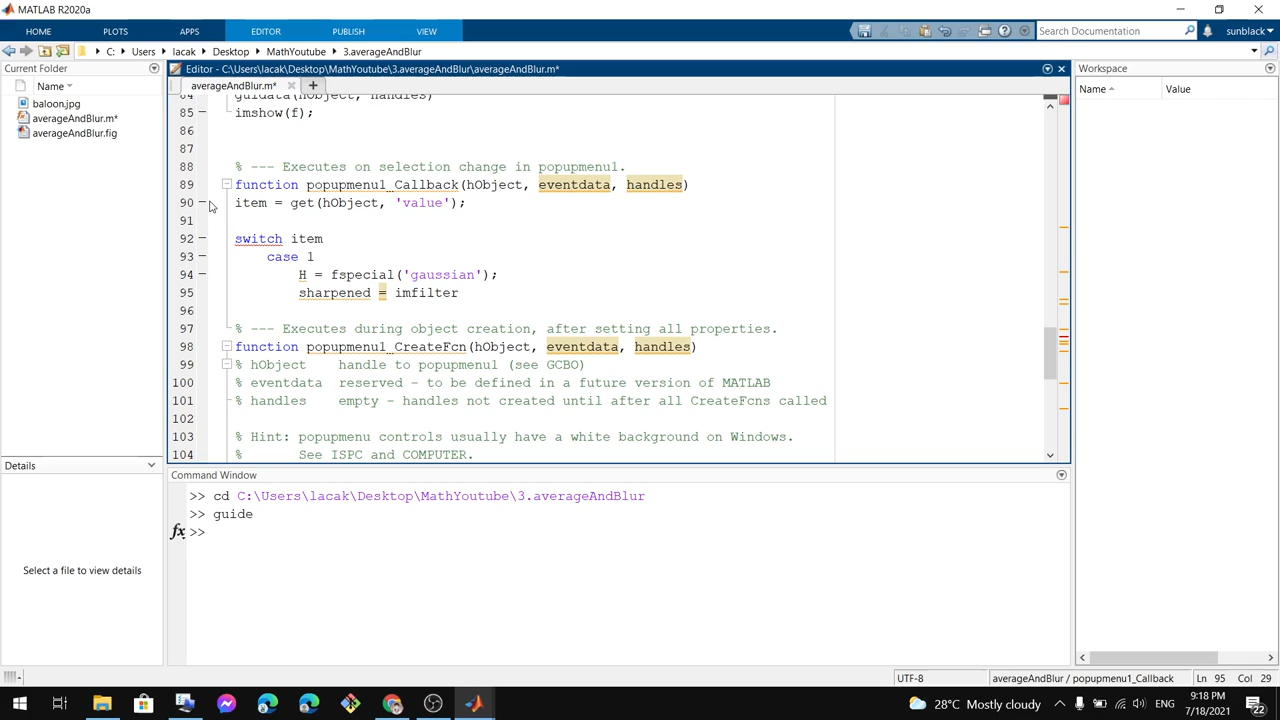 MATLAB R2020a
HOME PLOTS APPS EDITOR PUBLISH VIEW Search Documentation sunblack
C: Users lacak Desktop MathYoutube 3.averageAndBlur
Current Folder
Name
baloon.jpg
averageAndBlur.m*
averageAndBlur.fig
Details
Select a file to view details
Editor - C:\Users\lacak\Desktop\MathYoutube\3.averageAndBlur\averageAndBlur.m*
averageAndBlur.m*
84 guidata(hObject, handles)
85 imshow(f);
86
87
88 % --- Executes on selection change in popupmenu1.
89 function popupmenu1_Callback(hObject, eventdata, handles)
90 item = get(hObject, 'value');
91
92 switch item
93 case 1
94 H = fspecial('gaussian');
95 sharpened = imfilter
96
97 % --- Executes during object creation, after setting all properties.
98 function popupmenu1_CreateFcn(hObject, eventdata, handles)
99 % hObject    handle to popupmenu1 (see GCBO)
100 % eventdata  reserved - to be defined in a future version of MATLAB
101 % handles    empty - handles not created until after all CreateFcns called
102
103 % Hint: popupmenu controls usually have a white background on Windows.
104 %       See ISPC and COMPUTER.
Command Window
>> cd C:\Users\lacak\Desktop\MathYoutube\3.averageAndBlur
>> guide
fx >>
Workspace
Name Value
UTF-8 averageAndBlur / popupmenu1_Callback Ln 95 Col 29
28°C Mostly cloudy 9:18 PM
7/18/2021 22